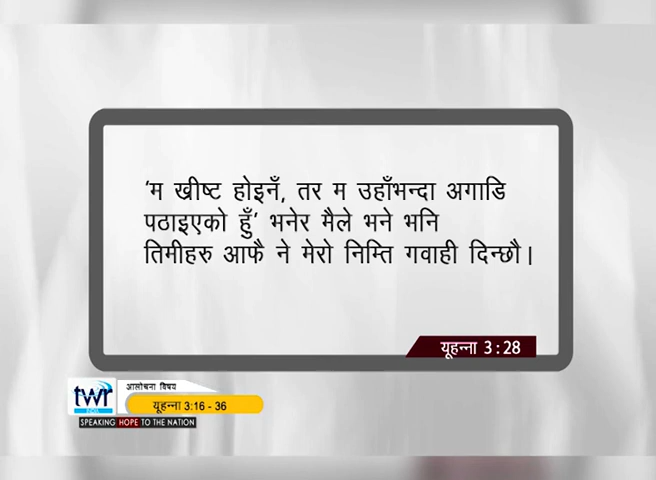 ‘म ख्रीष्ट होइनँ, तर म उहाँभन्दा अगाडि
पठाइएको हुँ’ भनेर मैले भने भनि
तिमीहरु आफै ने मेरो निम्ति गवाही दिन्छौ।
यूहन्ना 3:28
twr
आलोचना विषय
यूहन्ना 3:16 - 36
SPEAKING HOPE TO THE NATION